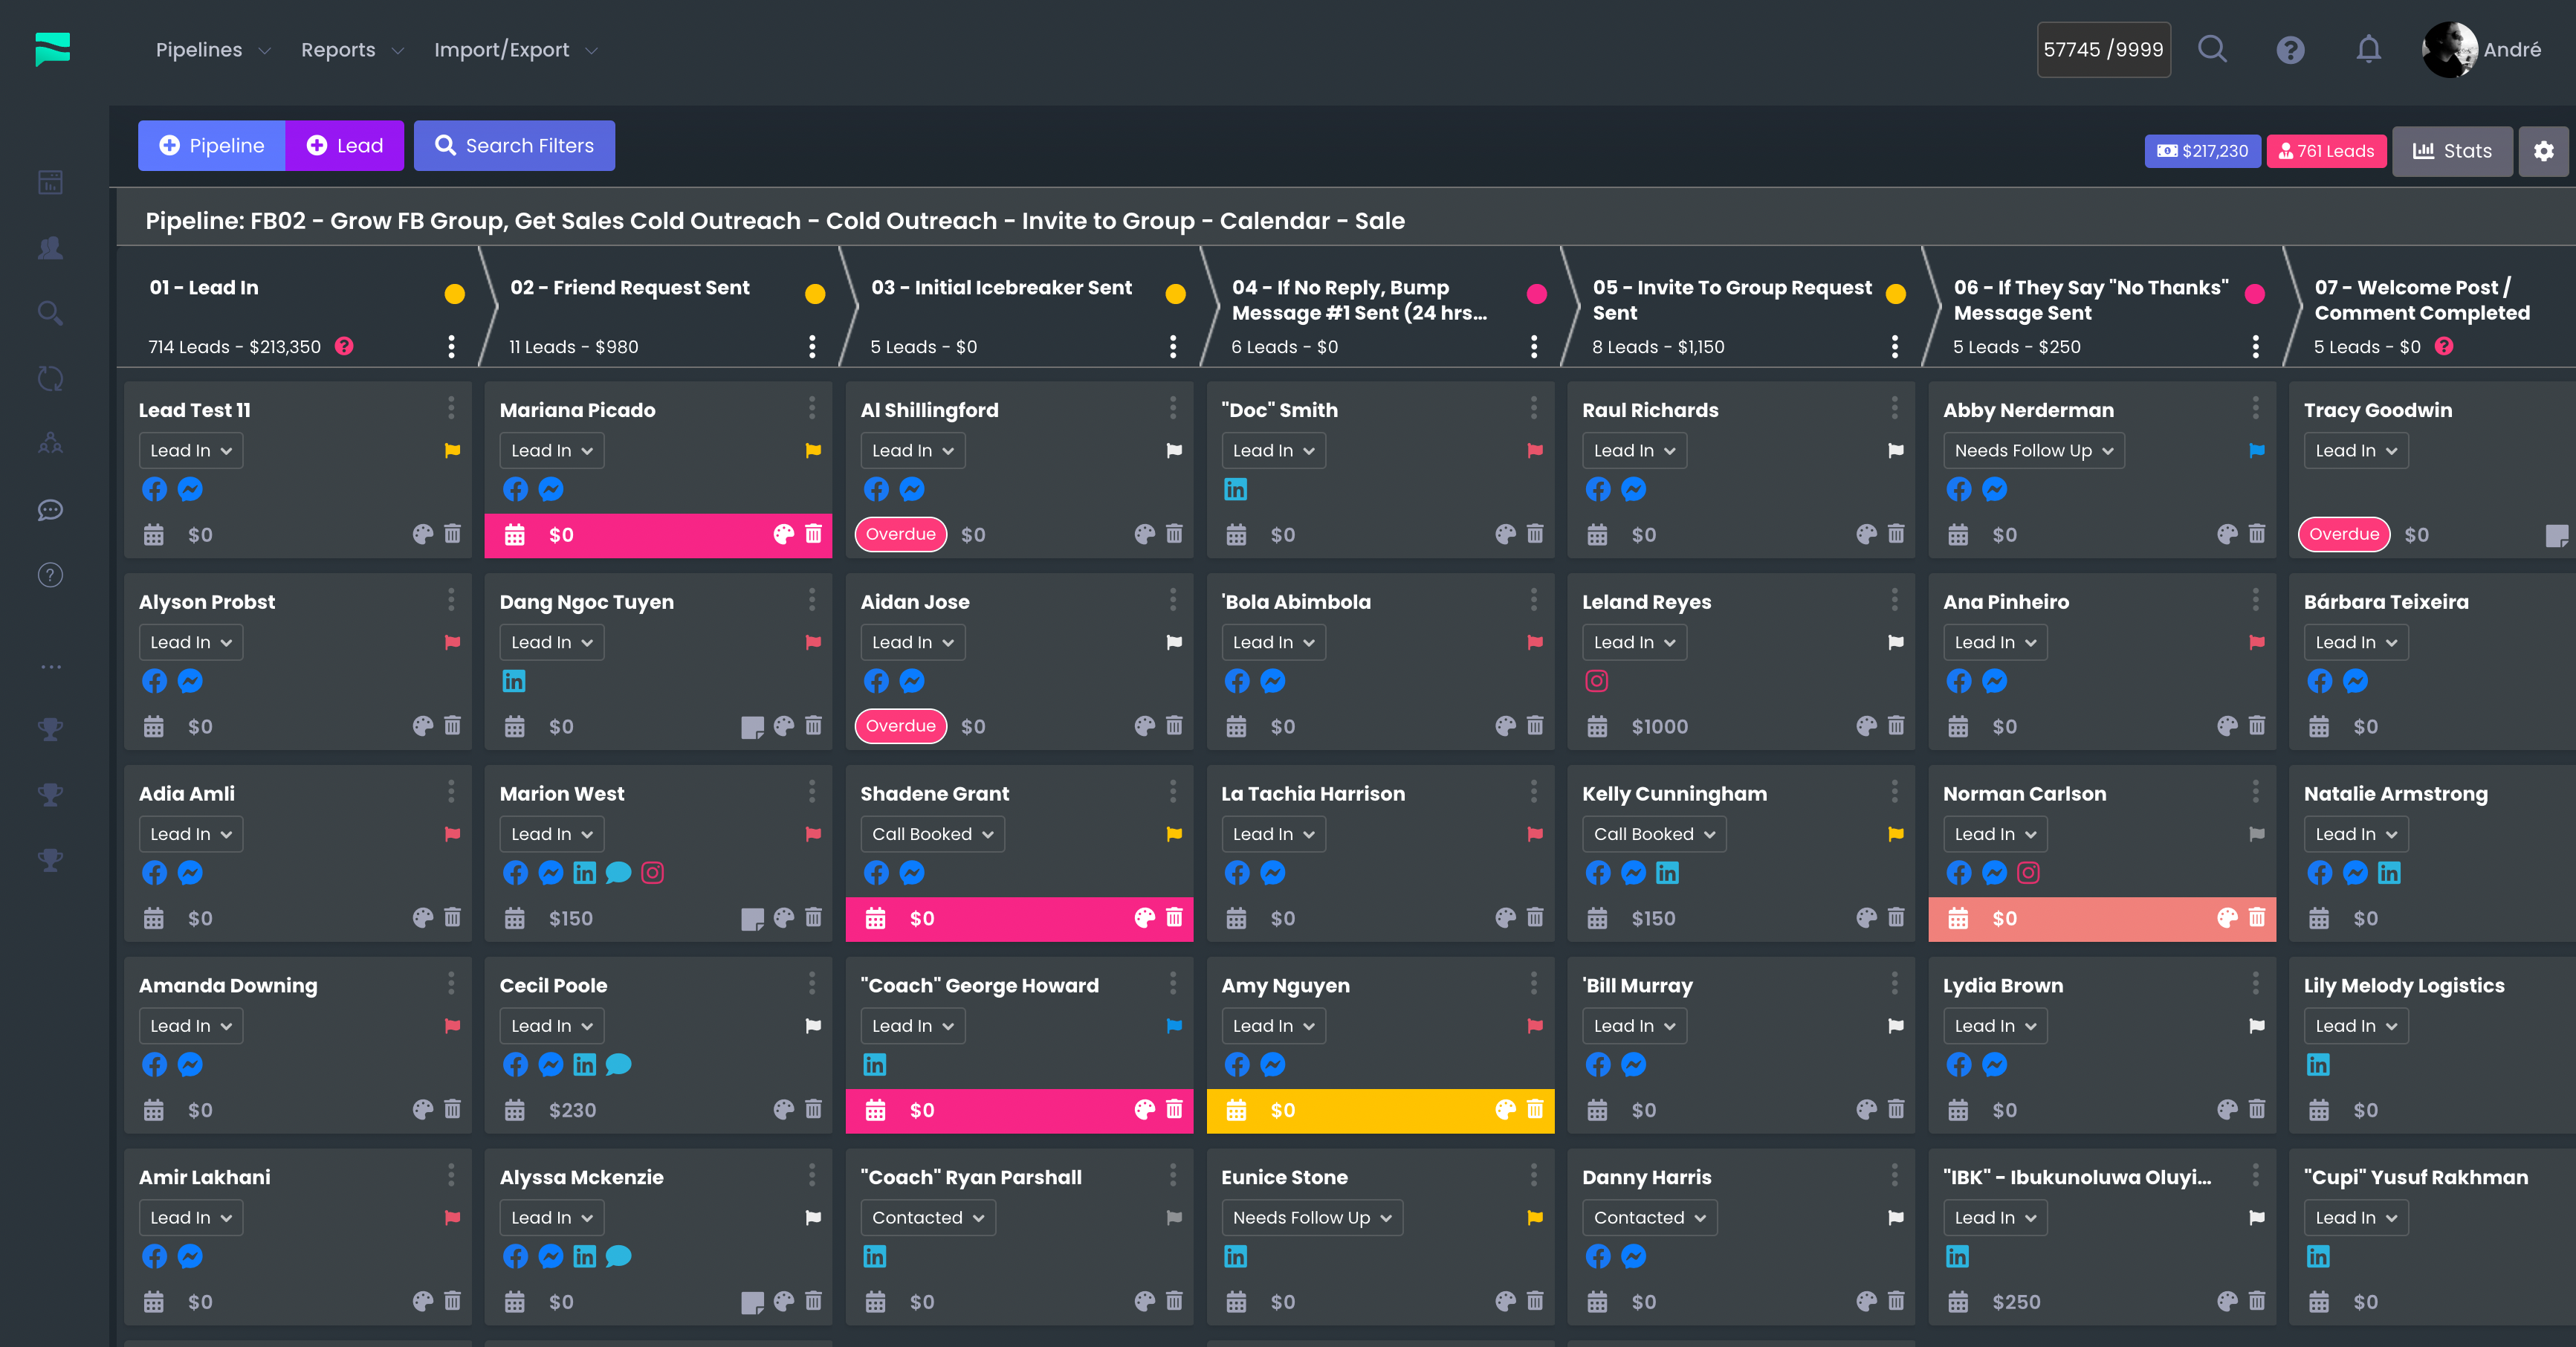 Pipelines Reports Import/Export 57745 /9999 André
Pipeline Lead Search Filters $217,230 761 Leads Stats
Pipeline: FB02 - Grow FB Group, Get Sales Cold Outreach - Cold Outreach - Invite to Group - Calendar - Sale
01 - Lead In
714 Leads - $213,350
02 - Friend Request Sent
11 Leads - $980
03 - Initial Icebreaker Sent
5 Leads - $0
04 - If No Reply, Bump
Message #1 Sent (24 hrs...
6 Leads - $0
05 - Invite To Group Request
Sent
8 Leads - $1,150
06 - If They Say "No Thanks"
Message Sent
5 Leads - $250
07 - Welcome Post /
Comment Completed
5 Leads - $0
Lead Test 11
Lead In
$0
Alyson Probst
Lead In
$0
Adia Amli
Lead In
$0
Amanda Downing
Lead In
$0
Amir Lakhani
Lead In
$0
Mariana Picado
Lead In
$0
Dang Ngoc Tuyen
Lead In
$0
Marion West
Lead In
$150
Cecil Poole
Lead In
$230
Alyssa Mckenzie
Lead In
$0
Al Shillingford
Lead In
Overdue $0
Aidan Jose
Lead In
Overdue $0
Shadene Grant
Call Booked
$0
"Coach" George Howard
Lead In
$0
"Coach" Ryan Parshall
Contacted
$0
"Doc" Smith
Lead In
$0
'Bola Abimbola
Lead In
$0
La Tachia Harrison
Lead In
$0
Amy Nguyen
Lead In
$0
Eunice Stone
Needs Follow Up
$0
Raul Richards
Lead In
$0
Leland Reyes
Lead In
$1000
Kelly Cunningham
Call Booked
$150
'Bill Murray
Lead In
$0
Danny Harris
Contacted
$0
Abby Nerderman
Needs Follow Up
$0
Ana Pinheiro
Lead In
$0
Norman Carlson
Lead In
$0
Lydia Brown
Lead In
$0
"IBK" - Ibukunoluwa Oluyi...
Lead In
$250
Tracy Goodwin
Lead In
Overdue $0
Bárbara Teixeira
Lead In
$0
Natalie Armstrong
Lead In
$0
Lily Melody Logistics
Lead In
$0
"Cupi" Yusuf Rakhman
Lead In
$0